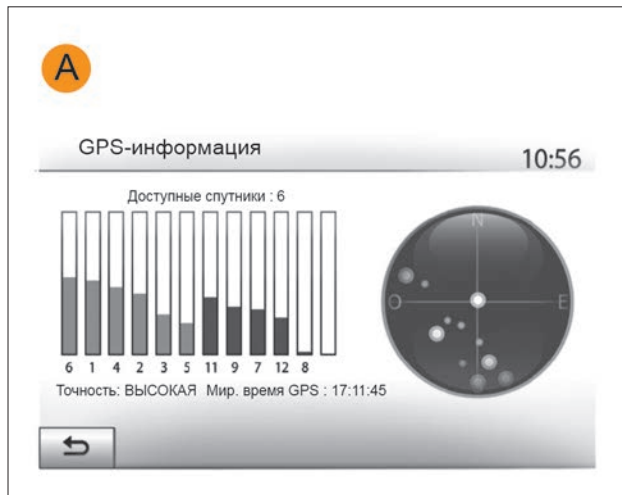 A
GPS-информация
10:56
Доступные спутники : 6
N
O
E
6 1 4 2 3 5 11 9 7 12 8
Точность: ВЫСОКАЯ Мир. время GPS : 17:11:45